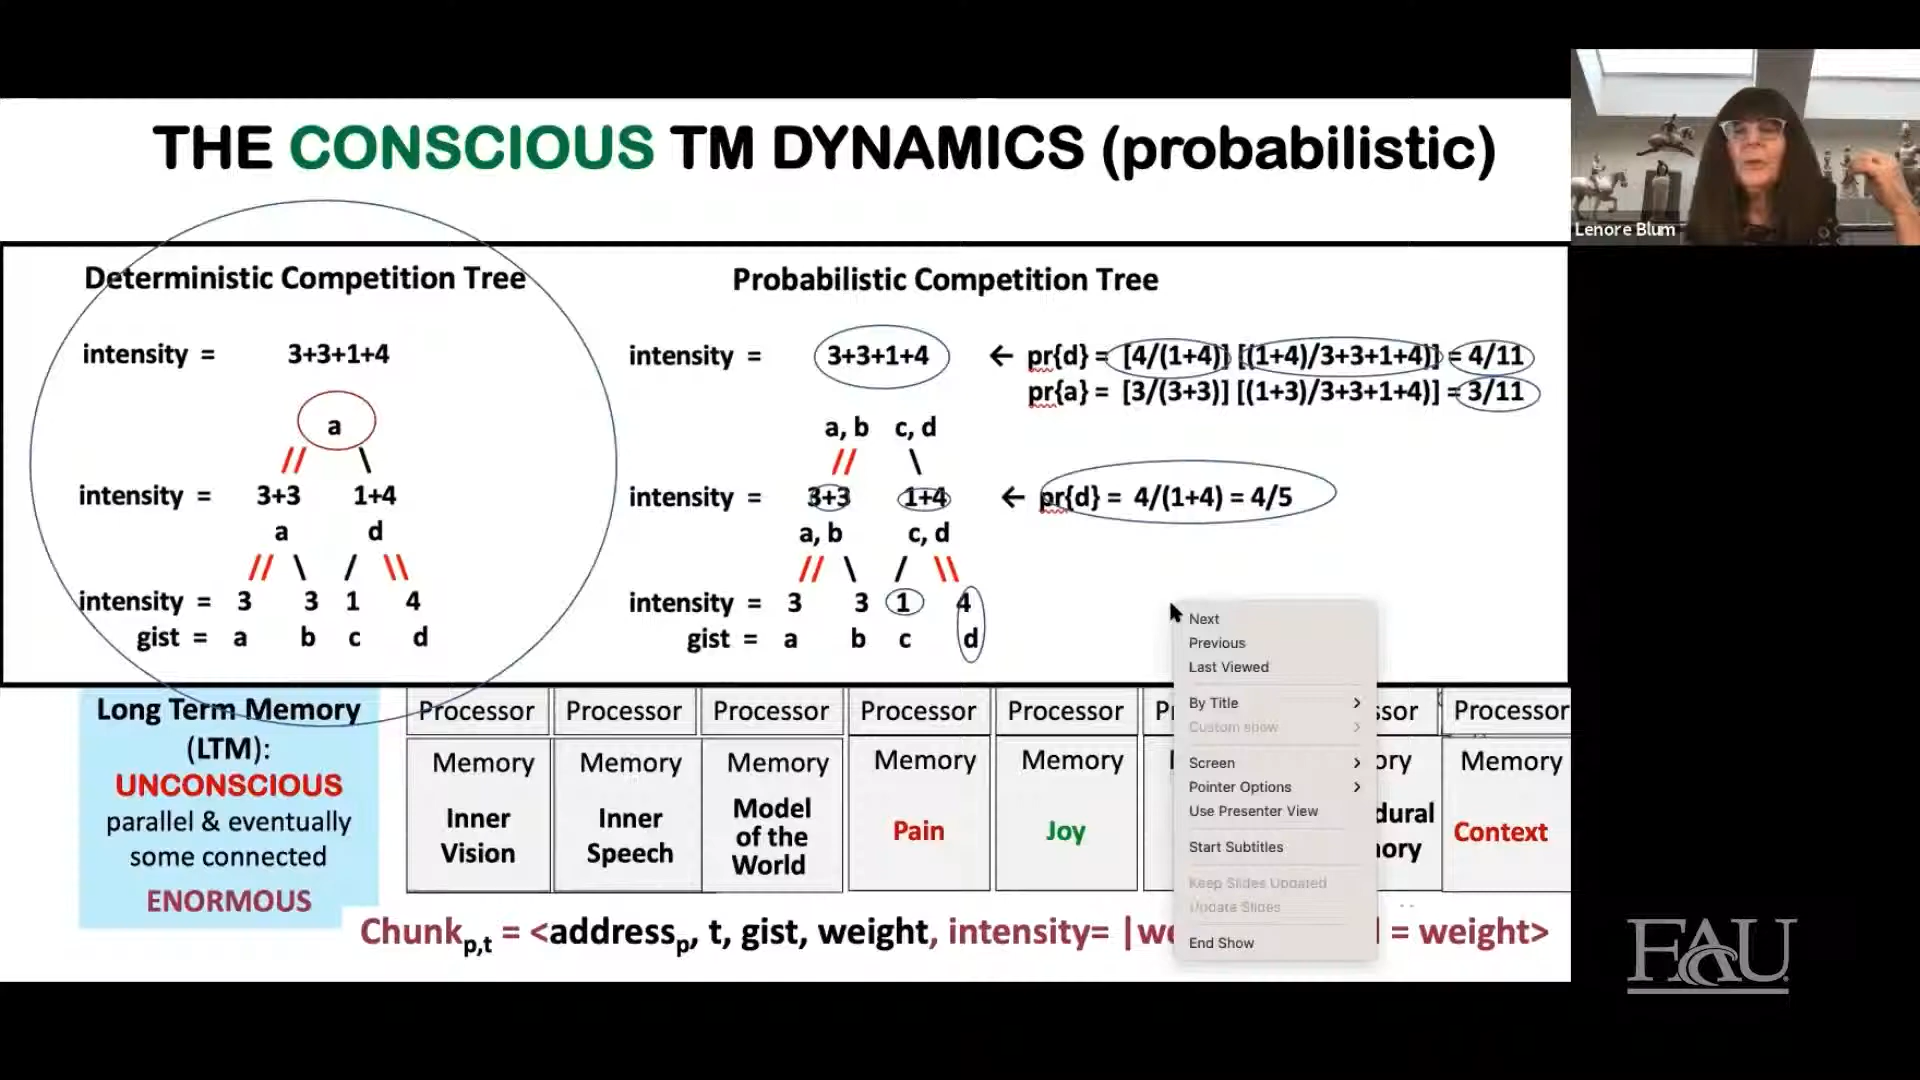 THE CONSCIOUS TM DYNAMICS (probabilistic)
Lenore Blum
Deterministic Competition Tree
intensity = 3+3+1+4
a
// \
intensity = 3+3 1+4
a d
// \ / \\
intensity = 3 3 1 4
gist = a b c d
Probabilistic Competition Tree
intensity = 3+3+1+4 ← pr{d} = [4/(1+4)] [(1+4)/3+3+1+4)] = 4/11
pr{a} = [3/(3+3)] [(1+3)/3+3+1+4)] = 3/11
a, b c, d
// \
intensity = 3+3 1+4 ← pr{d} = 4/(1+4) = 4/5
a, b c, d
// \ / \\
intensity = 3 3 1 4
gist = a b c d
Long Term Memory
(LTM):
UNCONSCIOUS
parallel & eventually
some connected
ENORMOUS
Processor Processor Processor Processor Processor Processor
Memory Memory Memory Memory Memory Memory
Inner
Vision
Inner
Speech
Model
of the
World
Pain
Joy
Context
Chunkp,t = <addressp, t, gist, weight, intensity= = weight>
Next
Previous
Last Viewed
By Title
Custom show
Screen
Pointer Options
Use Presenter View
Start Subtitles
Keep Slides Updated
Update Slides
End Show
FAU